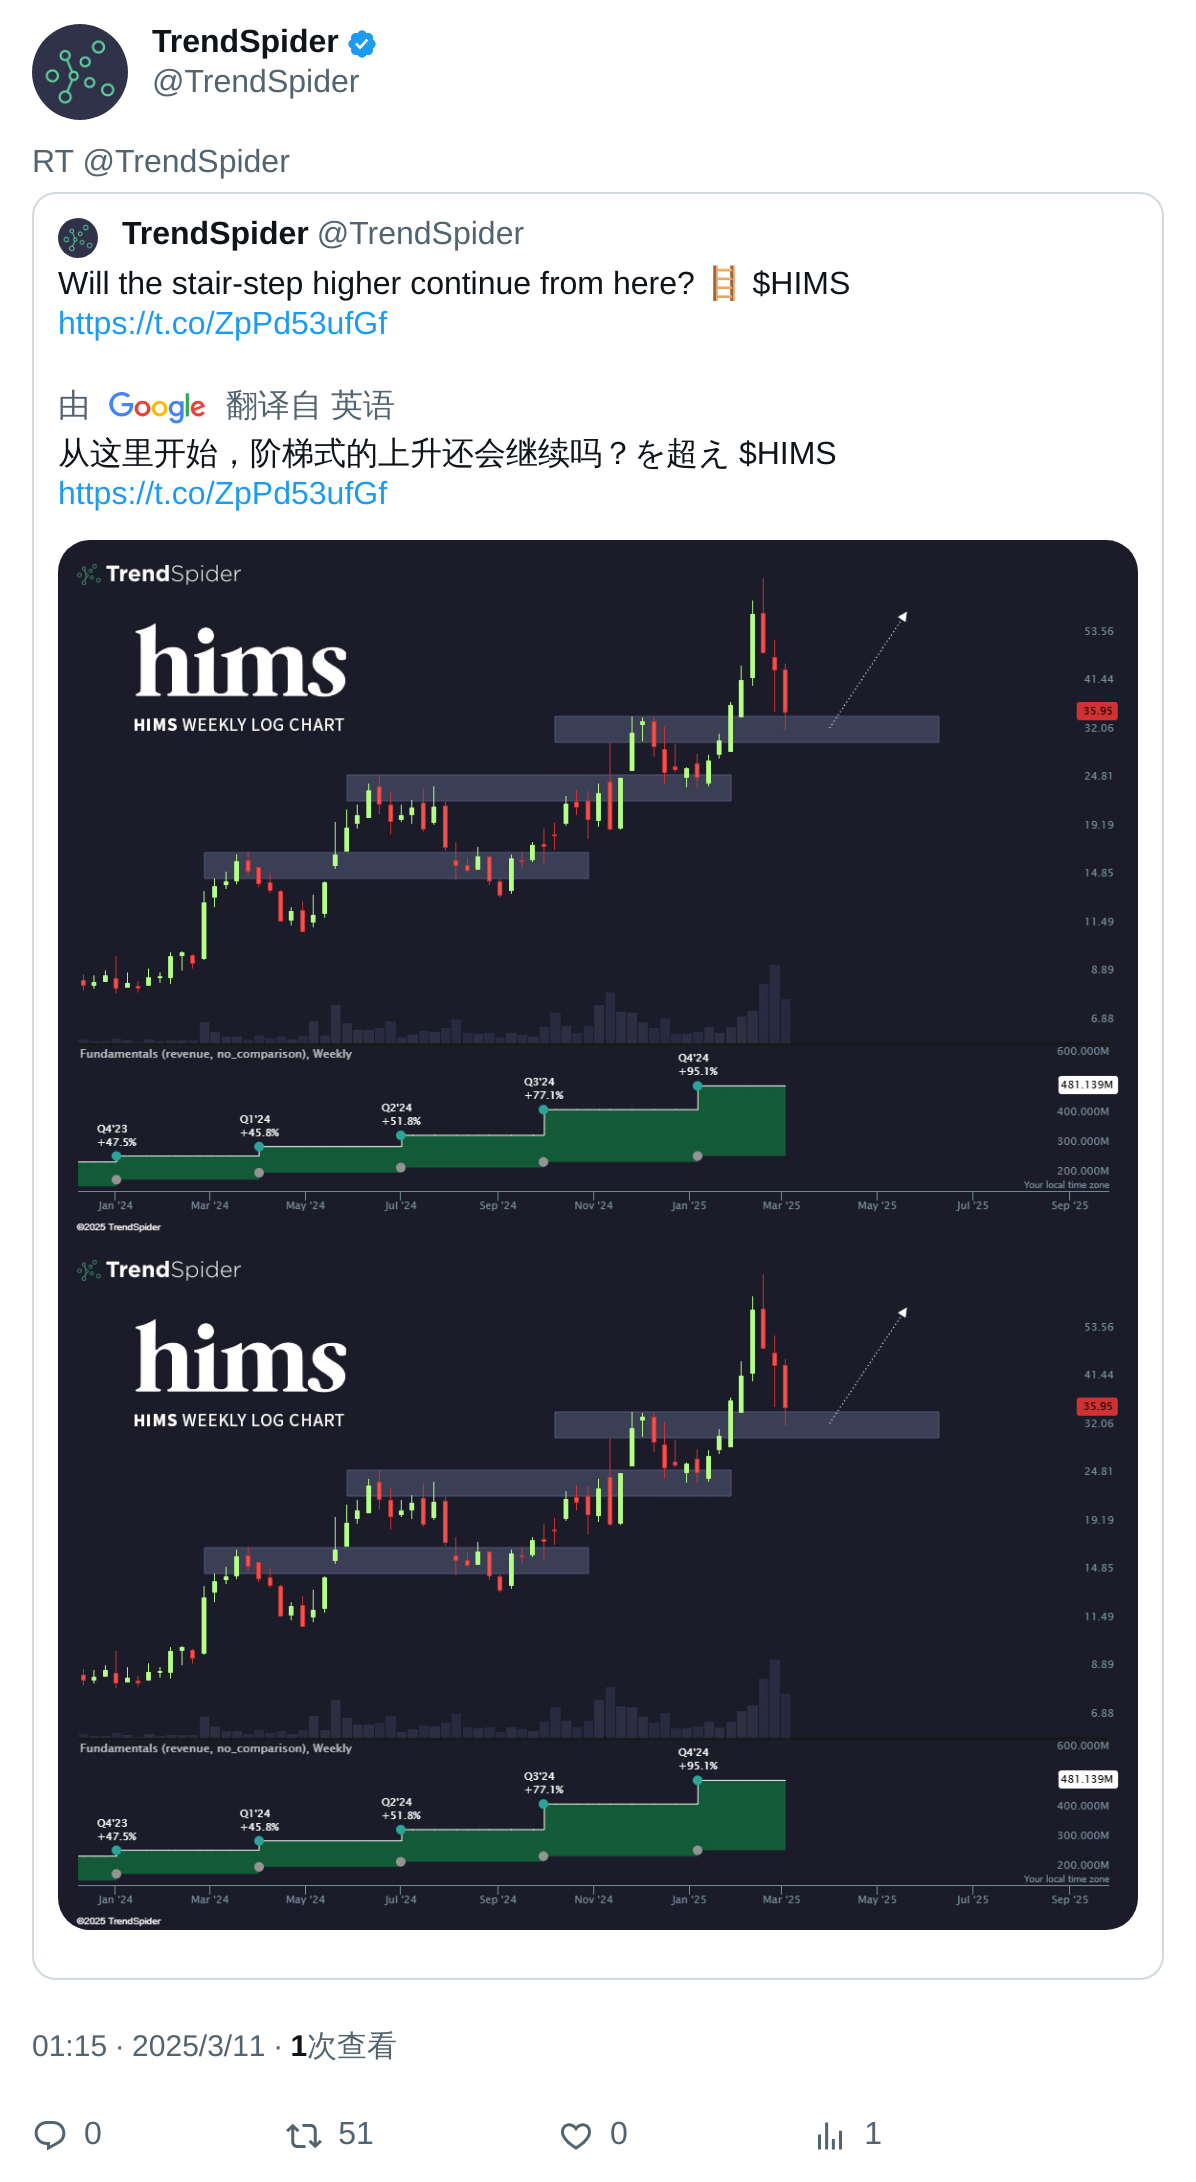 TrendSpider
@TrendSpider
RT @TrendSpider
TrendSpider @TrendSpider
Will the stair-step higher continue from here? 🪜 $HIMS
https://t.co/ZpPd53ufGf
由 Google 翻译自 英语
从这里开始，阶梯式的上升还会继续吗？を超え $HIMS
https://t.co/ZpPd53ufGf
TrendSpider
hims
HIMS WEEKLY LOG CHART
53.56
41.44
35.95
32.06
24.81
19.19
14.85
11.49
8.89
6.88
Fundamentals (revenue, no_comparison), Weekly
600.000M
481.139M
400.000M
300.000M
200.000M
Q4'23
+47.5%
Q1'24
+45.8%
Q2'24
+51.8%
Q3'24
+77.1%
Q4'24
+95.1%
Your local time zone
Jan '24 Mar '24 May '24 Jul '24 Sep '24 Nov '24 Jan '25 Mar '25 May '25 Jul '25 Sep '25
©2025 TrendSpider
TrendSpider
hims
HIMS WEEKLY LOG CHART
53.56
41.44
35.95
32.06
24.81
19.19
14.85
11.49
8.89
6.88
Fundamentals (revenue, no_comparison), Weekly
600.000M
481.139M
400.000M
300.000M
200.000M
Q4'23
+47.5%
Q1'24
+45.8%
Q2'24
+51.8%
Q3'24
+77.1%
Q4'24
+95.1%
Your local time zone
Jan '24 Mar '24 May '24 Jul '24 Sep '24 Nov '24 Jan '25 Mar '25 May '25 Jul '25 Sep '25
©2025 TrendSpider
01:15 · 2025/3/11 · 1次查看
0 51 0 1